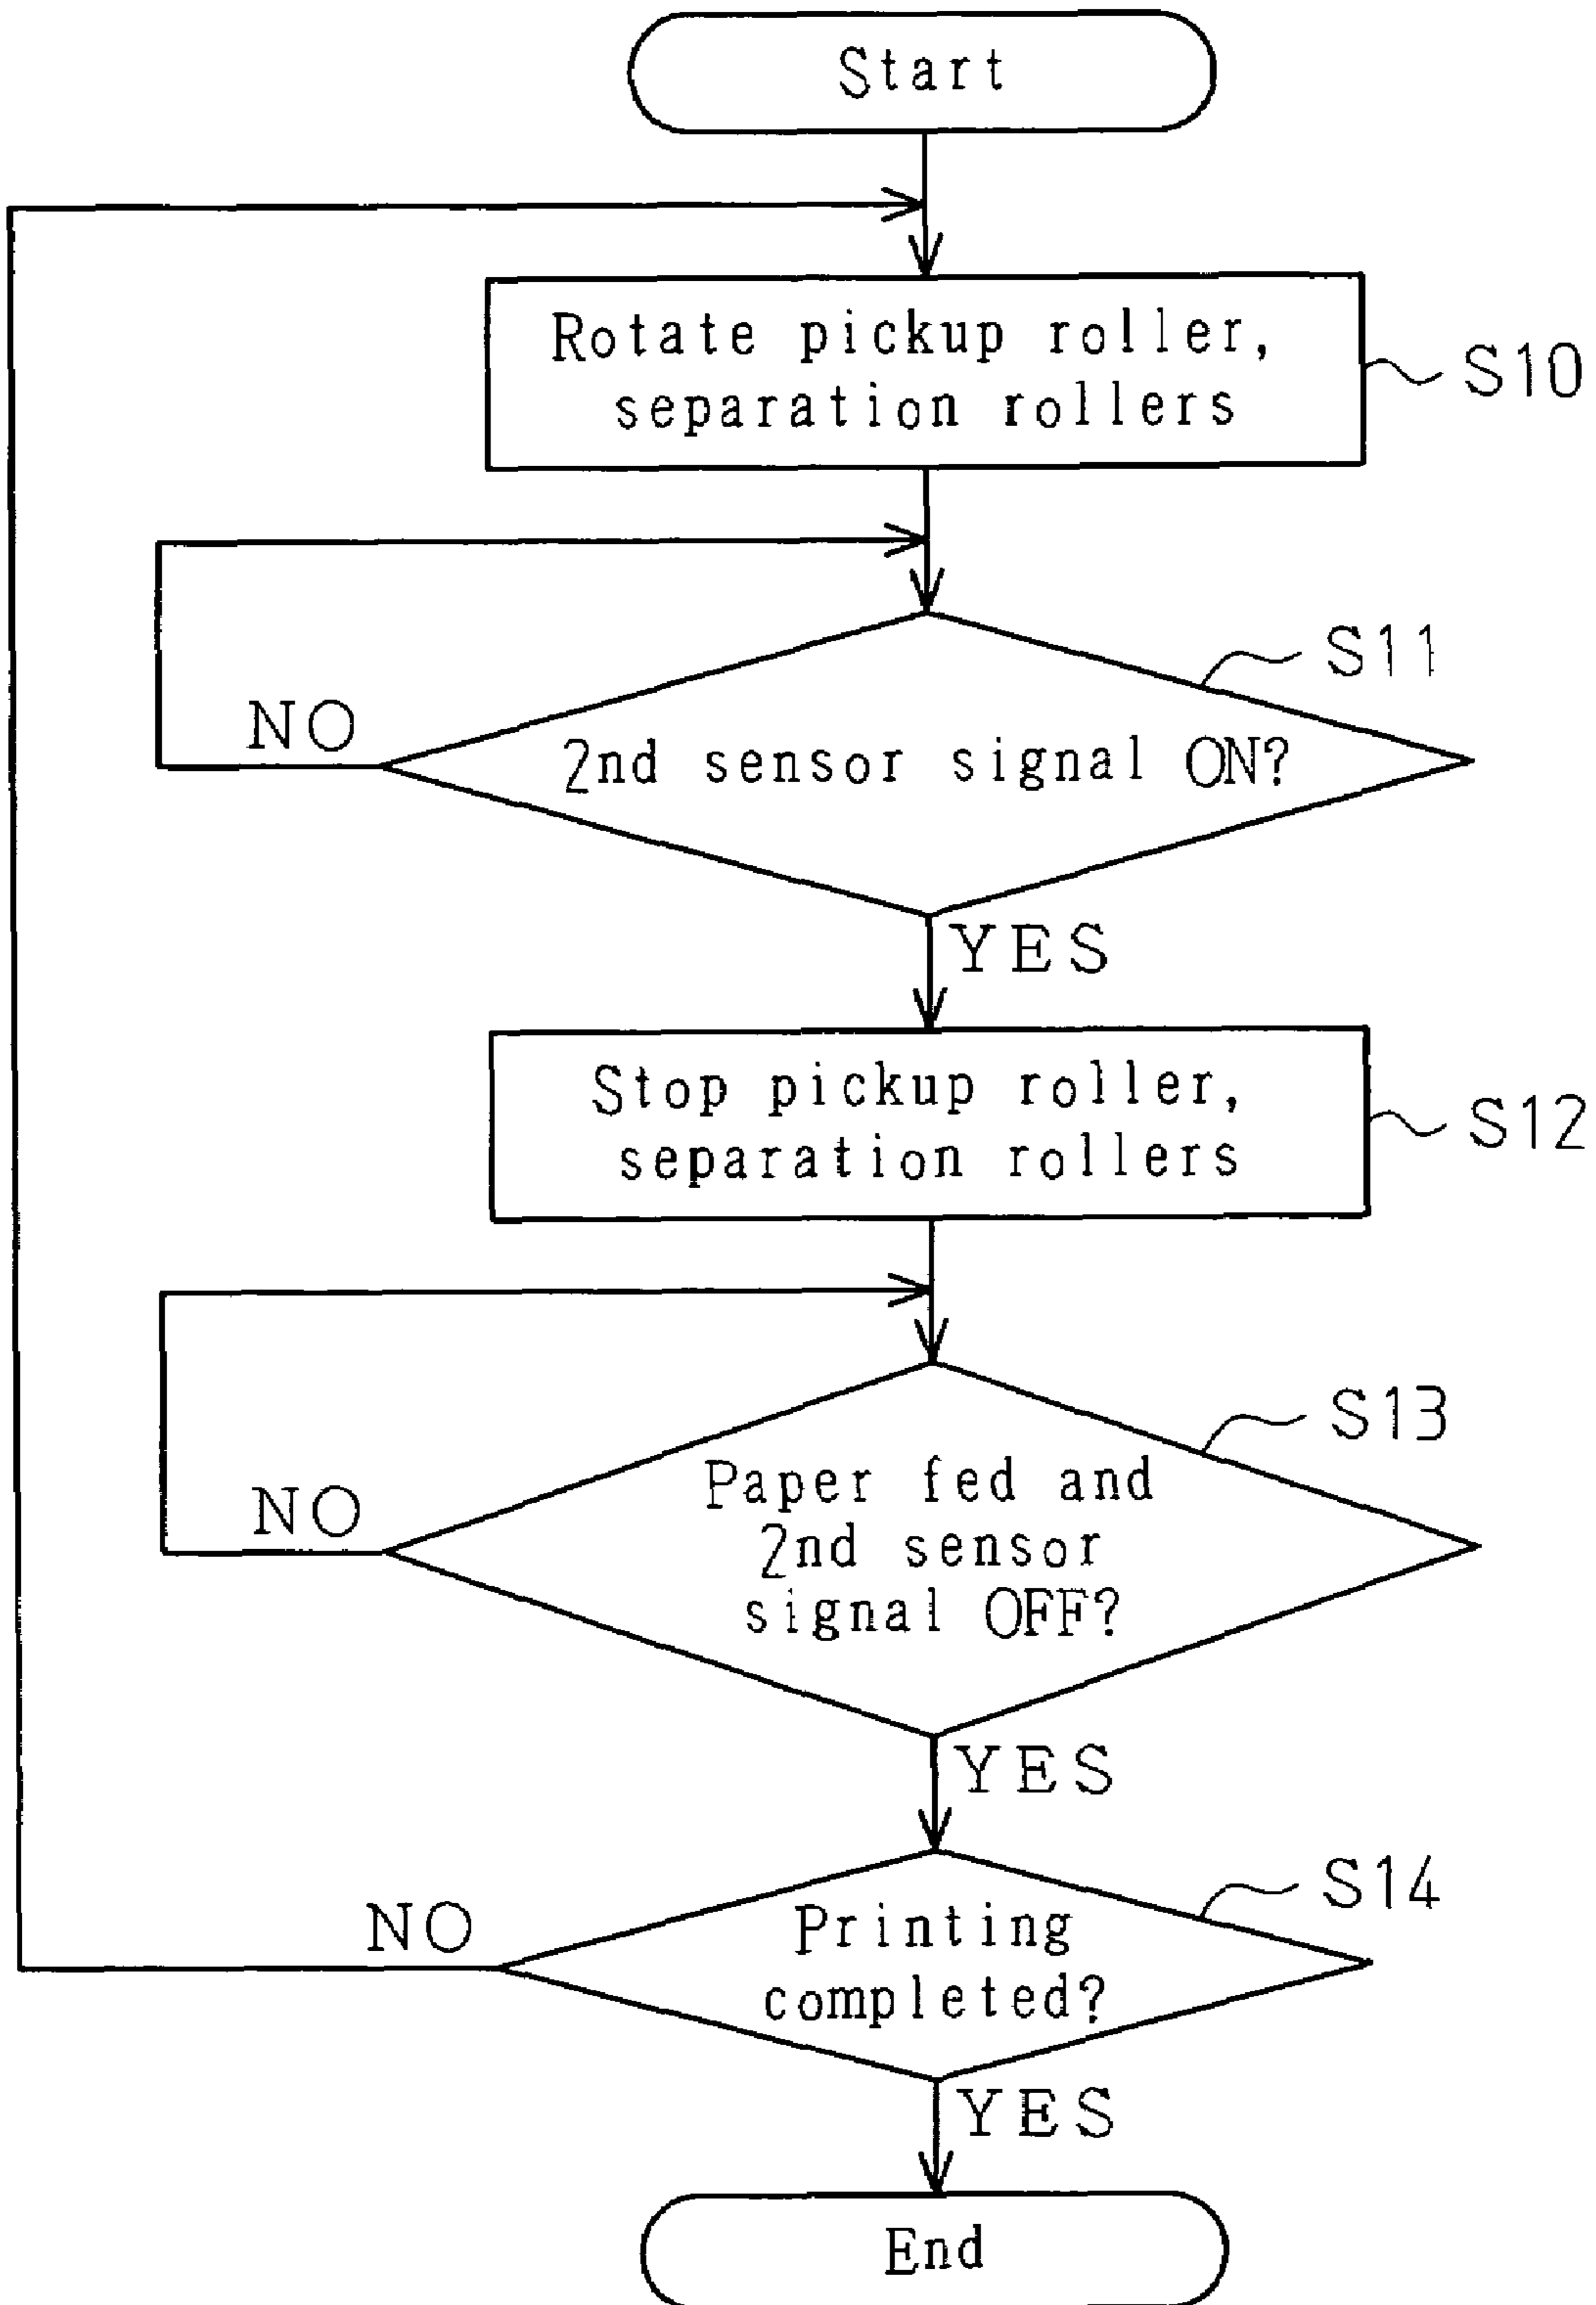 Start
Rotate pickup roller,
separation rollers
S10
S11
NO
2nd sensor signal ON?
YES
Stop pickup roller,
separation rollers
S12
S13
Paper fed and
NO
2nd sensor
signal OFF?
YES
S14
NO
Printing
completed?
YES
End